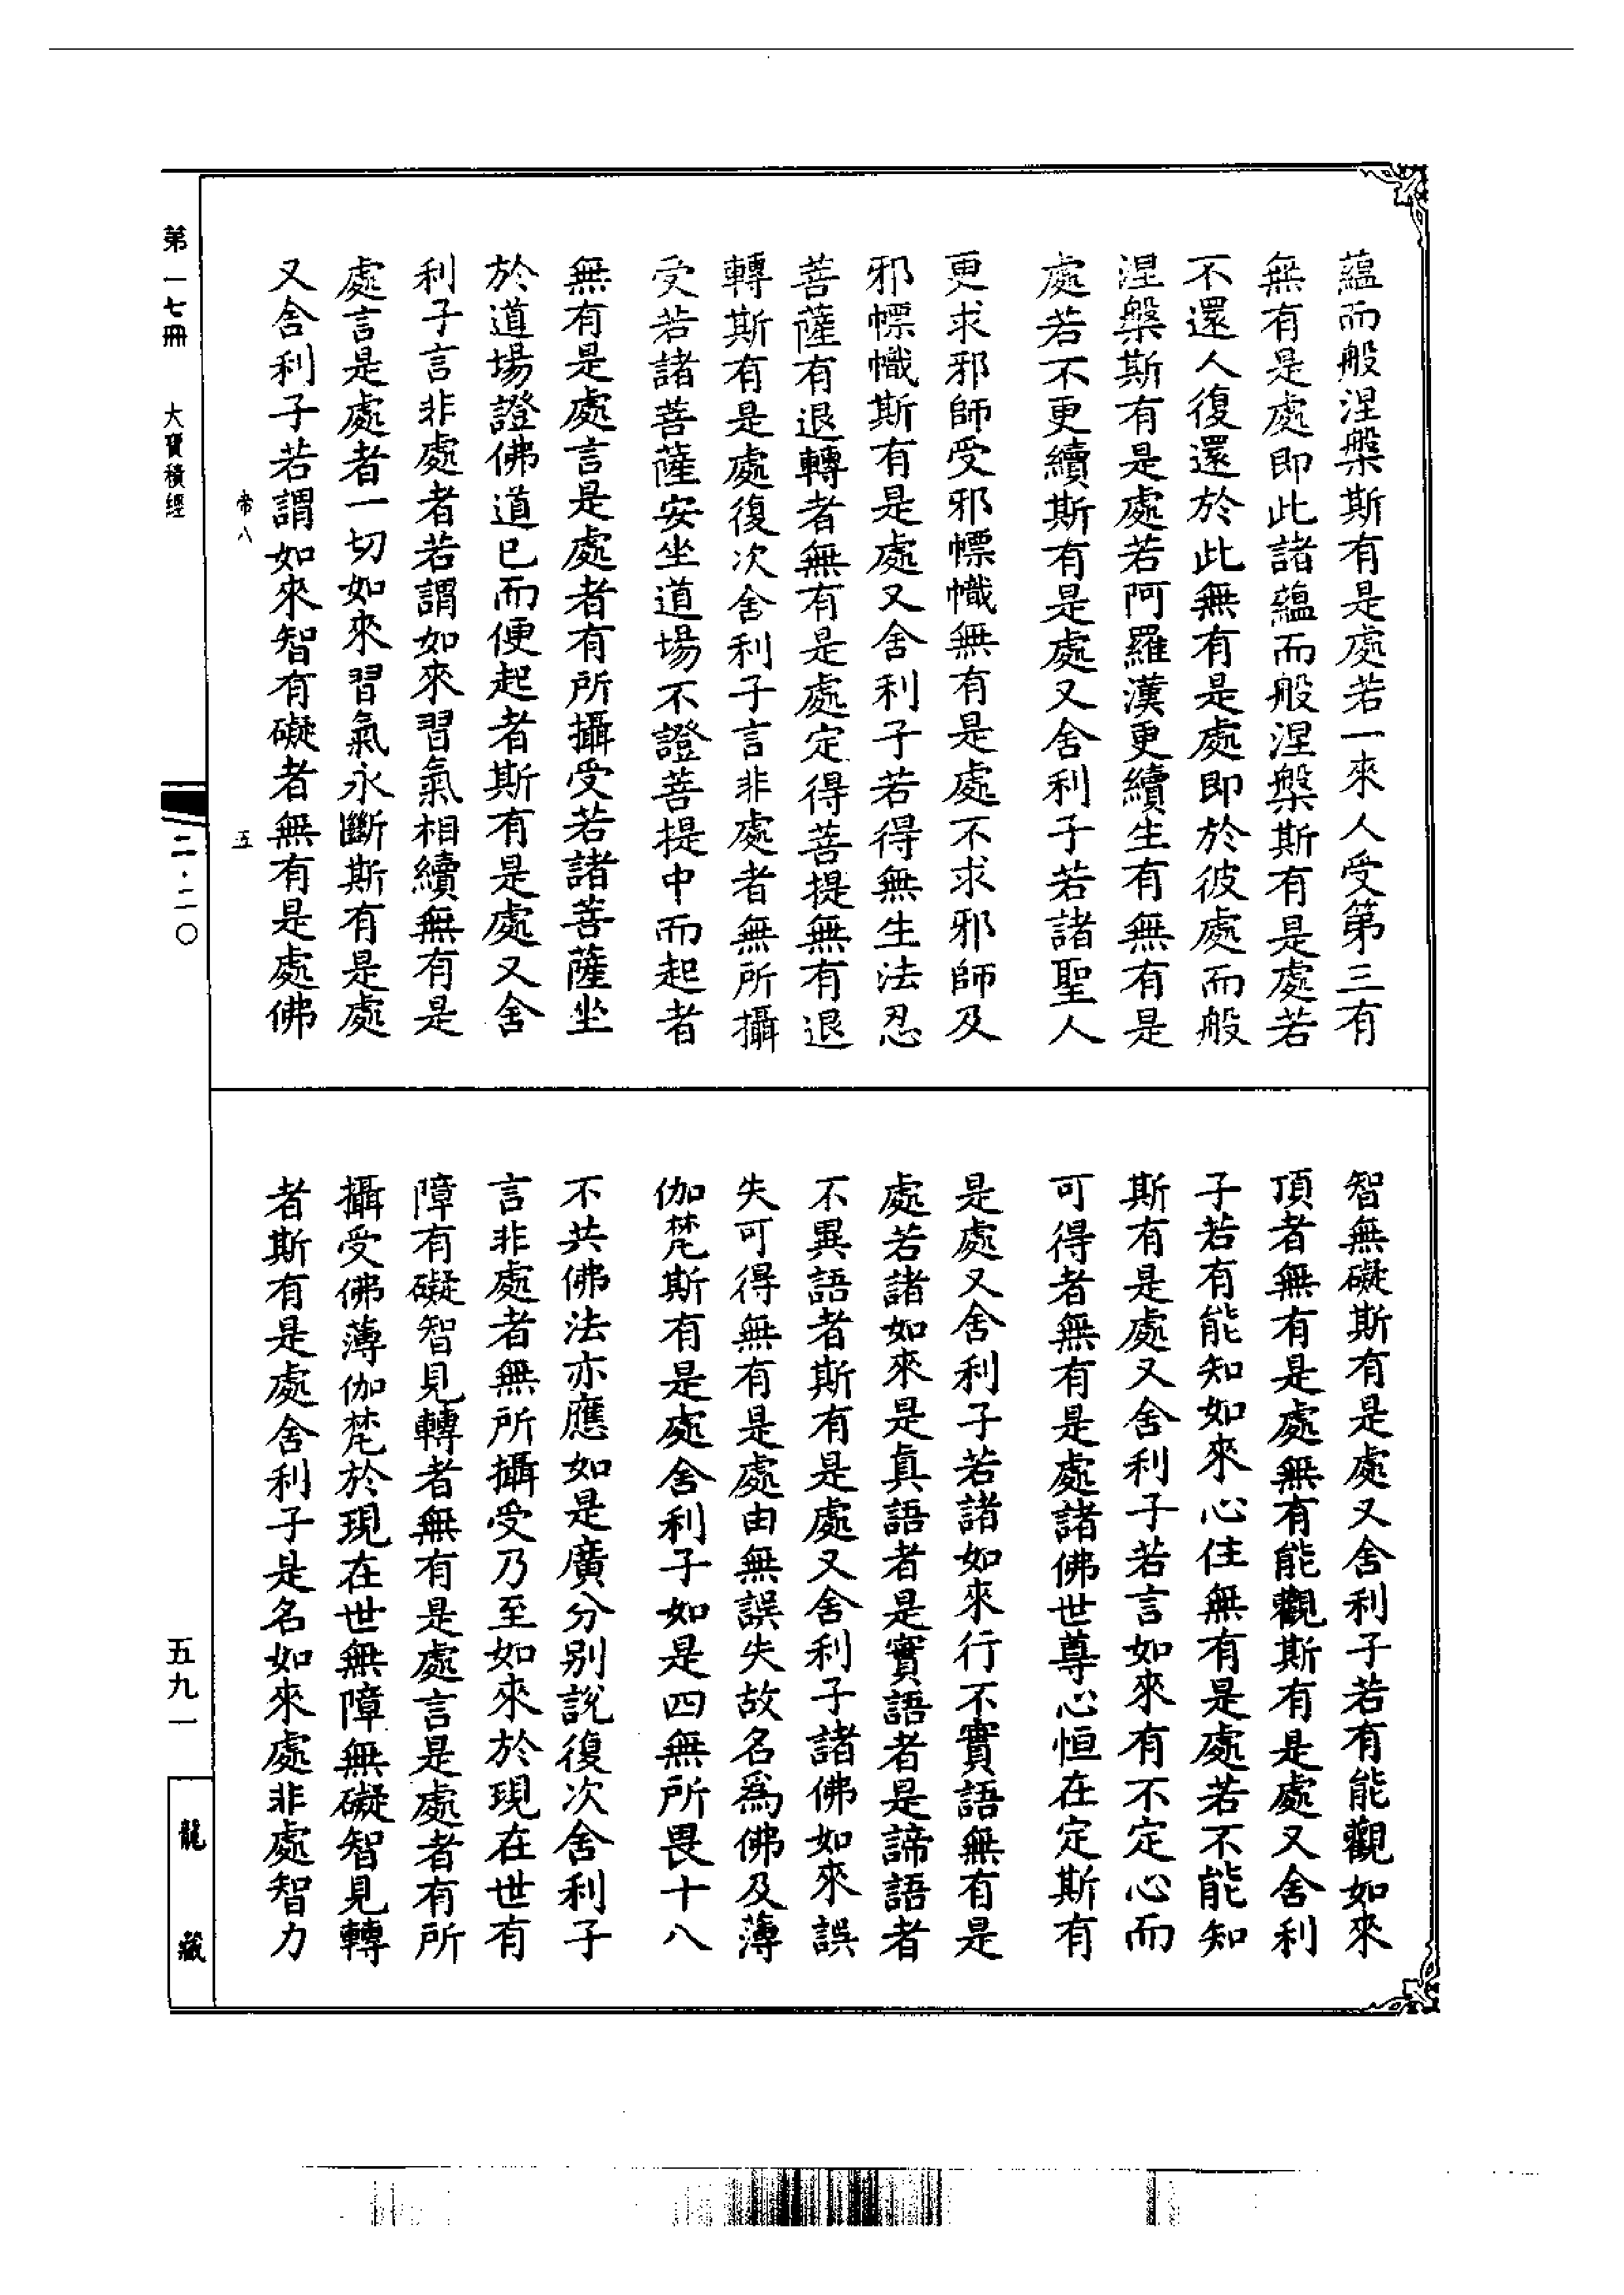 蘊而般涅槃斯有是處若一來人受第三有
無有是處即此諸蘊而般涅槃斯有是處若
不還人復還於此無有是處即於彼處而般
涅槃斯有是處若阿羅漢更續生有無有是
處若不更續斯有是處又舍利子若諸聖人
更求邪師受邪幖幟無有是處不求邪師及
邪幖幟斯有是處又舍利子若得無生法忍
菩薩有退轉者無有是處定得菩提無有退
轉斯有是處復次舍利子言非處者無所攝
受若諸菩薩安坐道場不證菩提中而起者
無有是處言是處者有所攝受若諸菩薩坐
於道場證佛道已而便起者斯有是處又舍
利子言非處者若謂如來習氣相續無有是
處言是處者一切如來習氣永斷斯有是處
又舍利子若謂如來智有礙者無有是處佛
帝八
五
智無礙斯有是處又舍利子若有能觀如來
頂者無有是處無有能觀斯有是處又舍利
子若有能知如來心住無有是處若不能知
斯有是處又舍利子若言如來有不定心而
可得者無有是處諸佛世尊心恒在定斯有
是處又舍利子若諸如來行不實語無有是
處若諸如來是真語者是實語者是諦語者
不異語者斯有是處又舍利子諸佛如來誤
失可得無有是處由無誤失故名為佛及薄
伽梵斯有是處舍利子如是四無所畏十八
不共佛法亦應如是廣分別說復次舍利子
言非處者無所攝受乃至如來於現在世有
障有礙智見轉者無有是處言是處者有所
攝受佛薄伽梵於現在世無障無礙智見轉
者斯有是處舍利子是名如來處非處智力
第一七冊
大寶積經
二·二〇
五九一
龍藏